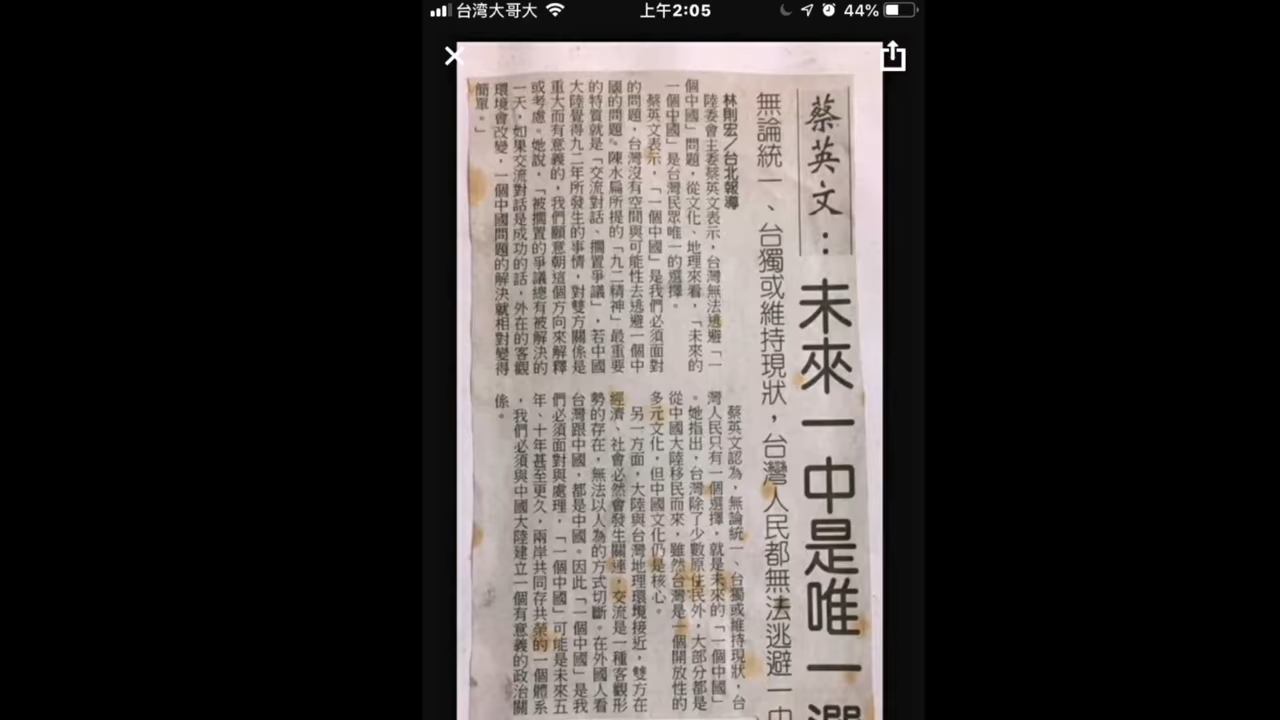 台湾大哥大
上午2:05
44%
蔡英文：未來一中是唯一
無論統一、台獨或維持現狀，台灣人民都無法逃避一中
林則宏／台北報導
陸委會主委蔡英文表示，台灣無法逃避「一
個中國」問題，從文化、地理來看，「未來的
一個中國」是台灣民眾唯一的選擇。
蔡英文表示，「一個中國」是我們必須面對
的問題，台灣沒有空間與可能性去逃避一個中
國的問題。陳水扁所提的「九二精神」最重要
的特質就是「交流對話、擱置爭議」，若中國
大陸覺得九二年所發生的事情，對雙方關係是
重大而有意義的，我們願意朝這個方向來解釋
或考慮。她說，「被擱置的爭議總有被解決的
一天，如果交流對話是成功的話，外在的客觀
環境會改變，一個中國問題的解決就相對變得
簡單。」
蔡英文認為，無論統一、台獨或維持現狀，台
灣人民只有一個選擇，就是未來的「一個中國」
。她指出，台灣除了少數原住民外，大部分都是
從中國大陸移民而來，雖然台灣是一個開放性的
多元文化，但中國文化仍是核心。
另一方面，大陸與台灣地理環境接近，雙方在
經濟、社會必然會發生關連，交流是一種客觀形
勢的存在，無法以人為的方式切斷。在外國人看
台灣跟中國，都是中國。因此「一個中國」是我
們必須面對與處理，「一個中國」可能是未來五
年、十年甚至更久，兩岸共同存共榮的一個體系
，我們必須與中國大陸建立一個有意義的政治關
係。